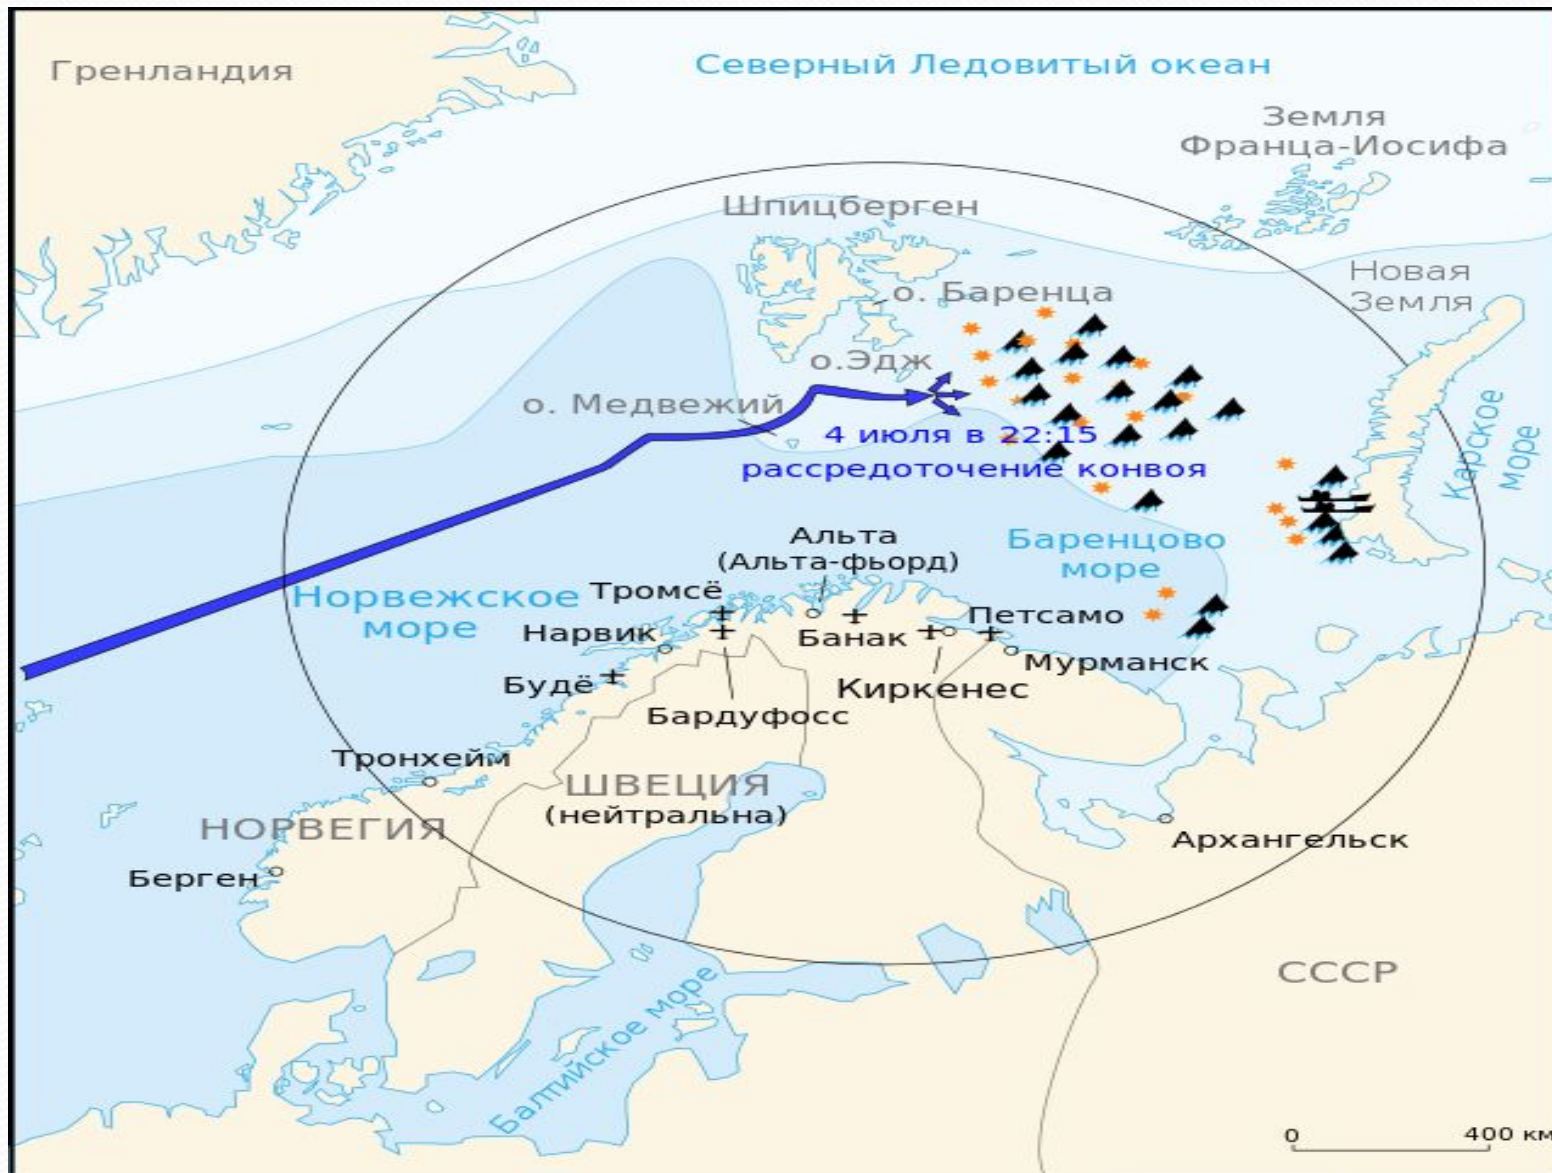 Гренландия
Северный Ледовитый океан
Земля
Франца-Иосифа
Шпицберген
Новая
Земля
о. Баренца
о.Эдж
о. Медвежий
Карское
море
4 июля в 22:15
рассредоточение конвоя
Альта
(Альта-фьорд)
Баренцово
море
Норвежское
море
Тромсё
Нарвик
Банак
Петсамо
Мурманск
Будё
Киркенес
Бардуфосс
Тронхейм
ШВЕЦИЯ
(нейтральна)
НОРВЕГИЯ
Архангельск
Берген
СССР
Балтийское море
0 400 км